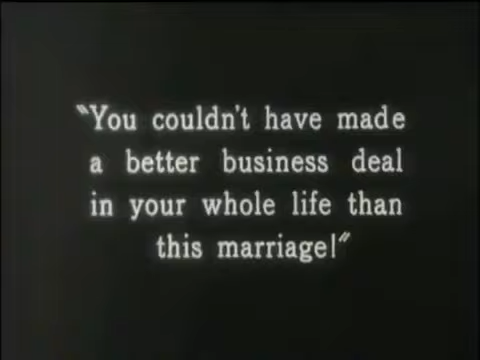 "You couldn't have made
a better business deal
in your whole life than
this marriage!"